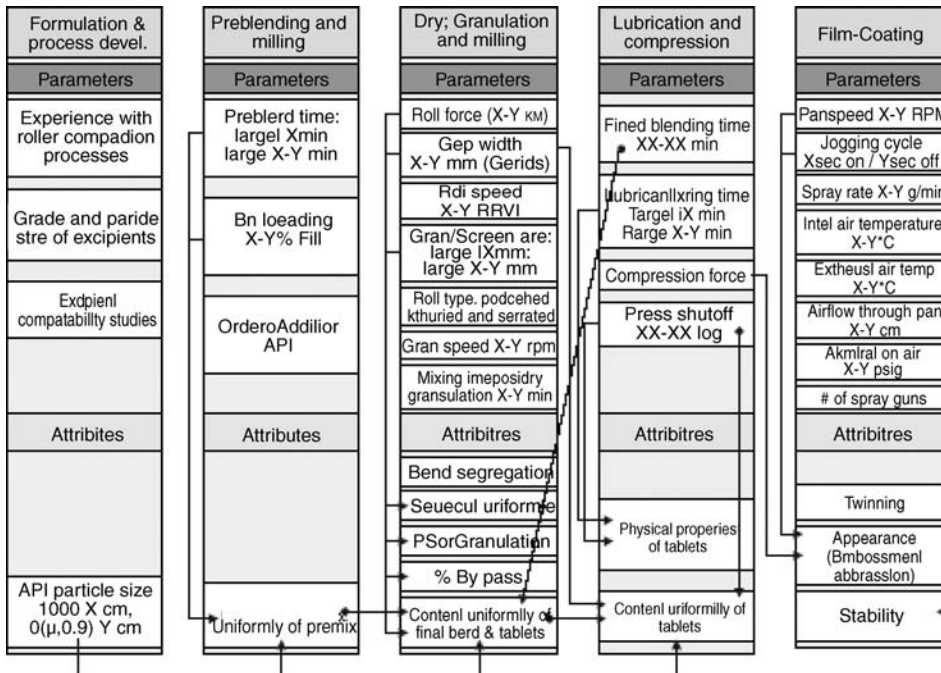 Formulation &
process devel.
Parameters
Experience with
roller compadion
processes
Grade and paride
stre of excipients
Exdpienl
compatabillty studies
Attribites
API particle size
1000 X cm,
0(μ,0.9) Y cm
Preblending and
milling
Parameters
Preblerd time:
largel Xmin
large X-Y min
Bn loeading
X-Y% Fill
OrderoAddilior
API
Attributes
Uniformly of premix
Dry; Granulation
and milling
Parameters
Roll force (X-Y KM)
Gep width
X-Y mm (Gerids)
Rdi speed
X-Y RRVI
Gran/Screen are:
large IXmm:
large X-Y mm
Roll type. podcehed
kthuried and serrated
Gran speed X-Y rpm
Mixing imeposidry
gransulation X-Y min
Attribitres
Bend segregation
Seuecul uriformie
PSorGranulation
% By pass
Contenl uniformlly of
final berd & tablets
Lubrication and
compression
Parameters
Fined blending time
XX-XX min
Lubricanllxring time
Targel iX min
Rarge X-Y min
Compression force
Press shutoff
XX-XX log
Attribitres
Physical properies
of tablets
Contenl uriformilly of
tablets
Film-Coating
Parameters
Panspeed X-Y RPM
Jogging cycle
Xsec on / Ysec off
Spray rate X-Y g/min
Intel air temperature
X-Y*C
Extheusl air temp
X-Y*C
Airflow through pan
X-Y cm
Akmlral on air
X-Y psig
# of spray guns
Attribitres
Twinning
Appearance
(Bmbossmenl
abbrasslon)
Stability